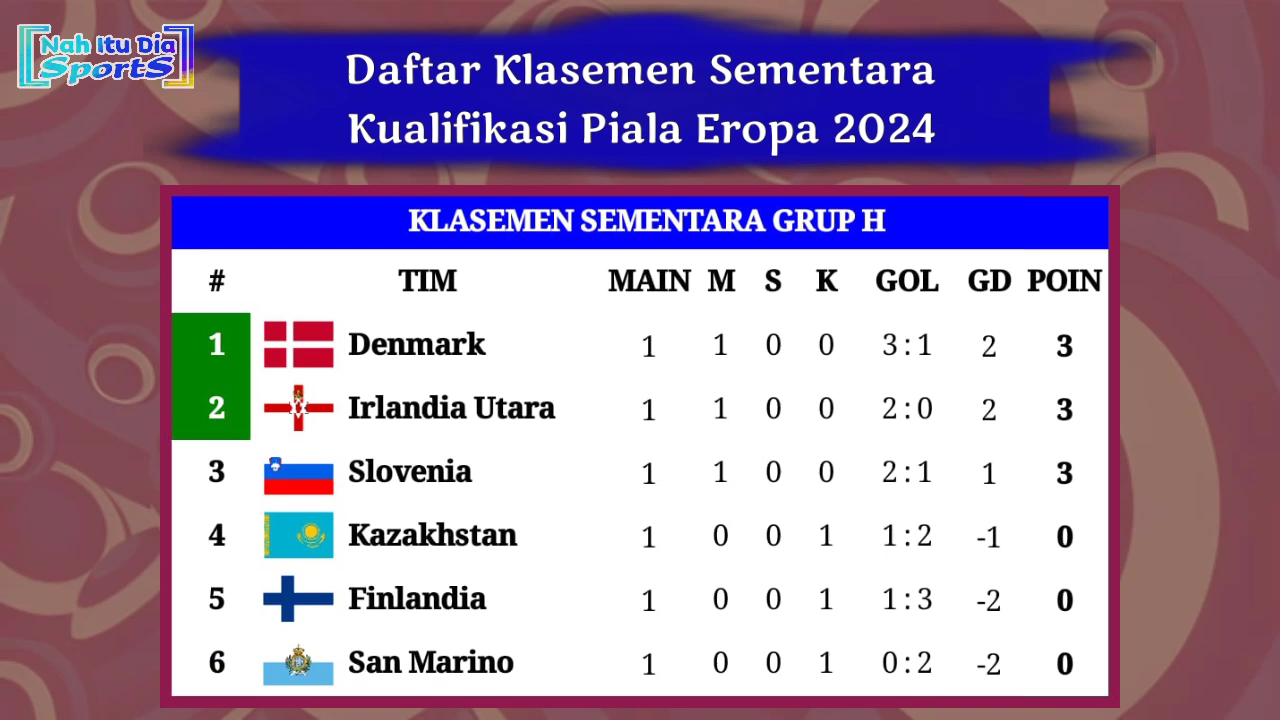 Nah Itu Dia
SportS
Daftar Klasemen Sementara
Kualifikasi Piala Eropa 2024
KLASEMEN SEMENTARA GRUP H
# TIM MAIN M S K GOL GD POIN
1 Denmark 1 1 0 0 3 : 1 2 3
2 Irlandia Utara 1 1 0 0 2 : 0 2 3
3 Slovenia 1 1 0 0 2 : 1 1 3
4 Kazakhstan 1 0 0 1 1 : 2 -1 0
5 Finlandia 1 0 0 1 1 : 3 -2 0
6 San Marino 1 0 0 1 0 : 2 -2 0